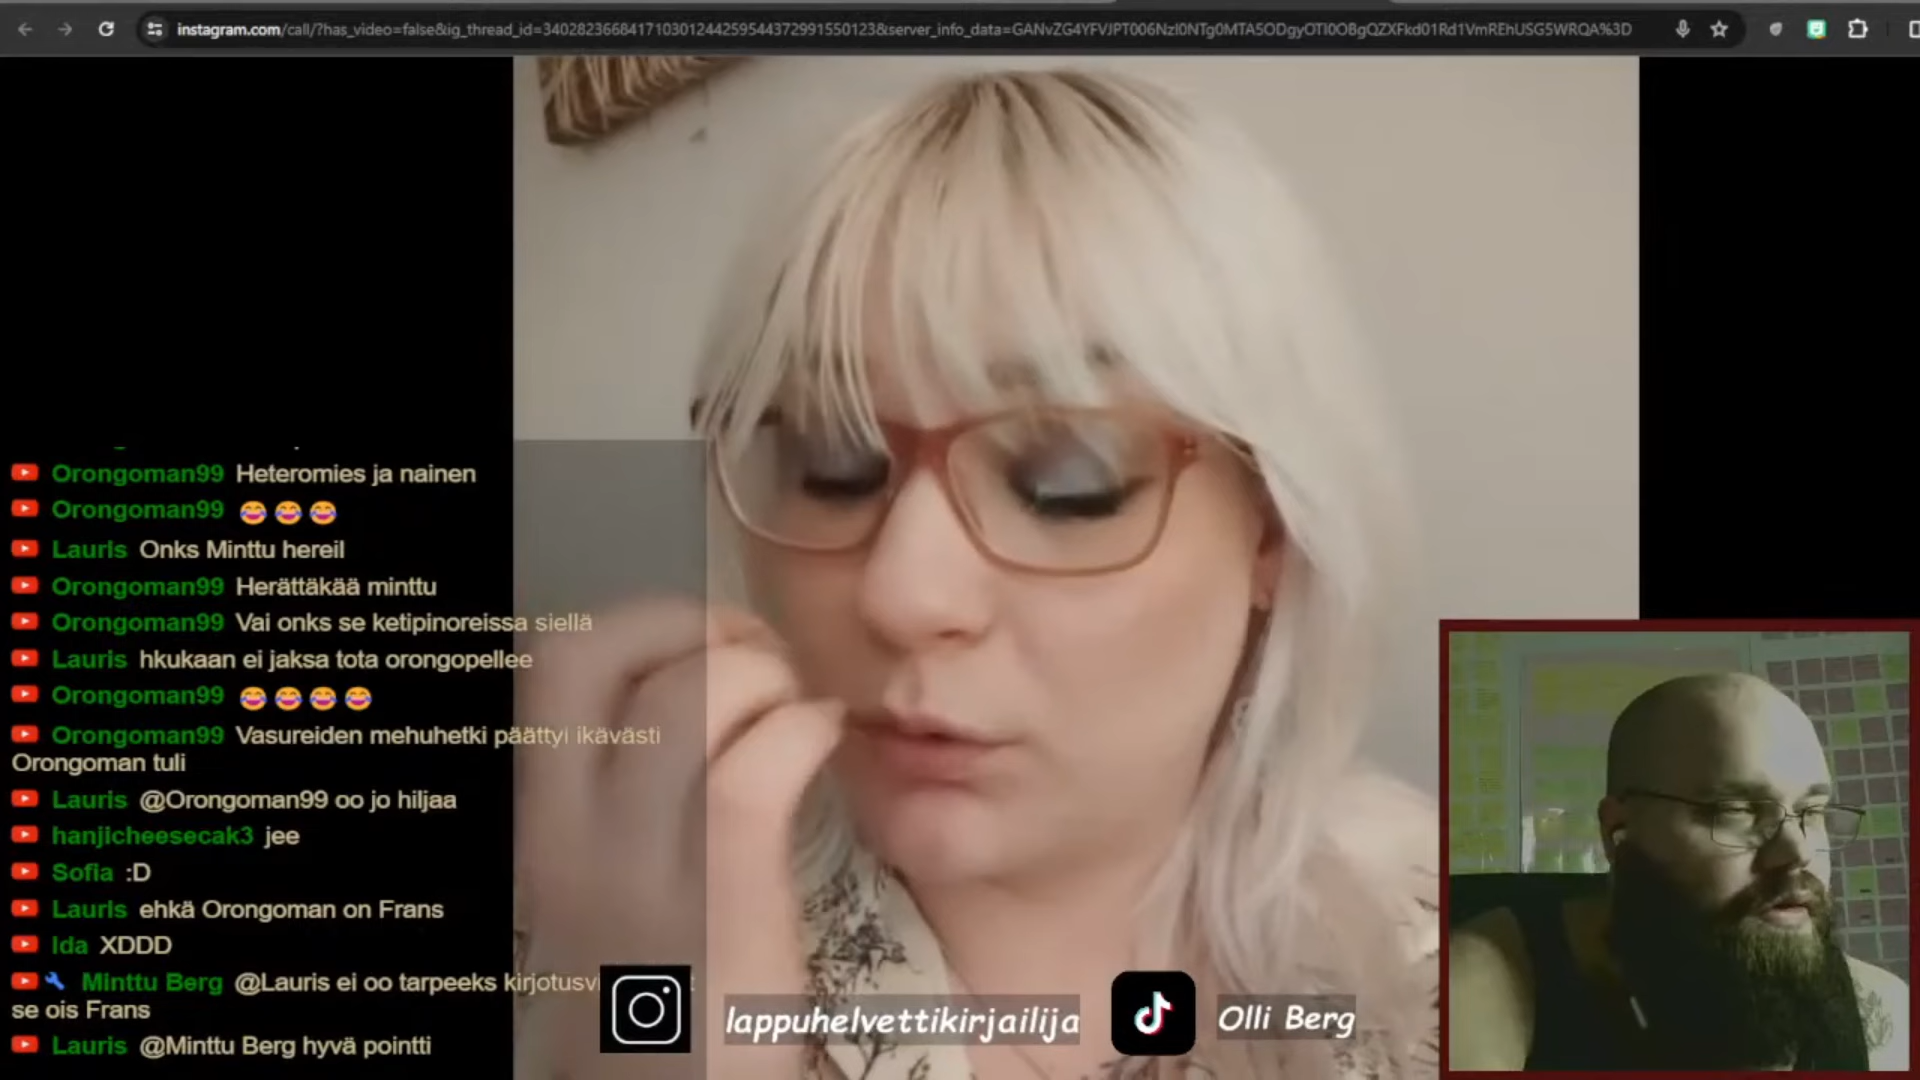 instagram.com/call/?has_video=false&ig_thread_id=340282366841710301244259544372991550123&server_info_data=GANvZG4YFVJPT006NzI0NTg0MTA5ODgyOTI0OBgQZXFkd01Rd1VmREhUSG5WRQA%3D
Orongoman99 Heteromies ja nainen
Orongoman99 😂😂😂
Lauris Onks Minttu hereil
Orongoman99 Herättäkää minttu
Orongoman99 Vai onks se ketipinoreissa siellä
Lauris hkukaan ei jaksa tota orongopellee
Orongoman99 😂😂😂😂
Orongoman99 Vasureiden mehuhetki päättyi ikävästi
Orongoman tuli
Lauris @Orongoman99 oo jo hiljaa
hanjicheesecak3 jee
Sofia :D
Lauris ehkä Orongoman on Frans
Ida XDDD
Minttu Berg @Lauris ei oo tarpeeks
se ois Frans
Lauris @Minttu Berg hyvä pointti
lappuhelvettikirjailija
Olli Berg